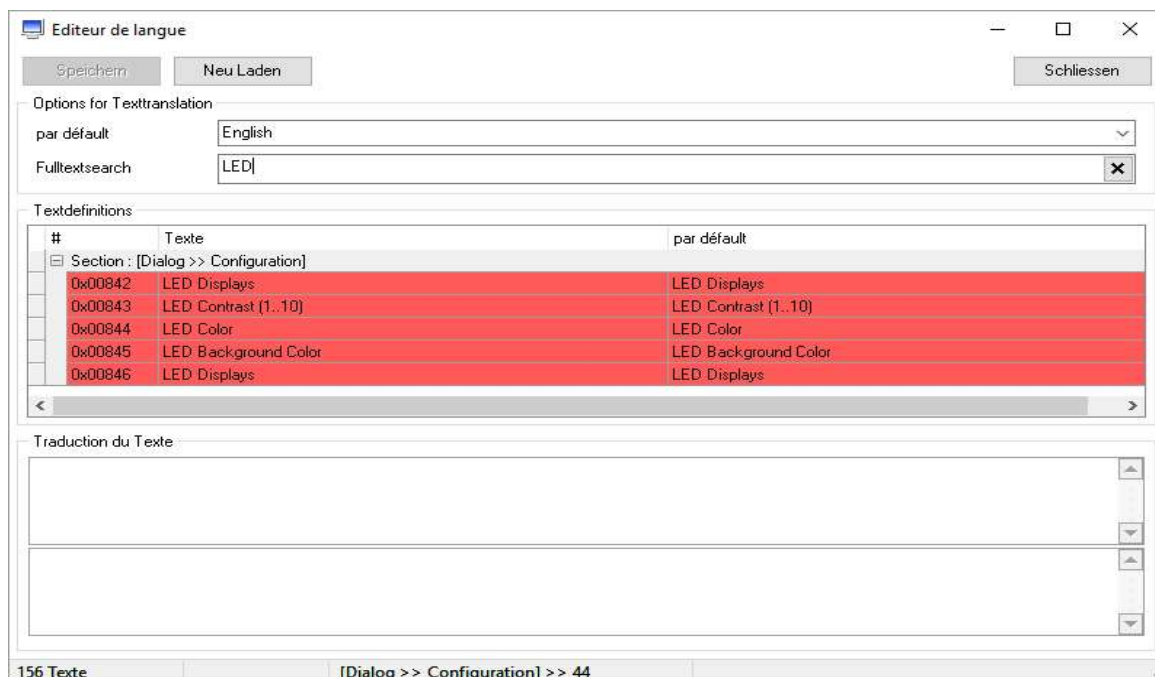 Editeur de langue
Speichern Neu Laden Schliessen
Options for Texttranslation
par défault English
Fulltextsearch LED
Textdefinitions
# Texte par défault
Section : [Dialog >> Configuration]
0x00842 LED Displays LED Displays
0x00843 LED Contrast (1..10) LED Contrast (1..10)
0x00844 LED Color LED Color
0x00845 LED Background Color LED Background Color
0x00846 LED Displays LED Displays
Traduction du Texte
156 Texte [Dialog >> Configuration] >> 44